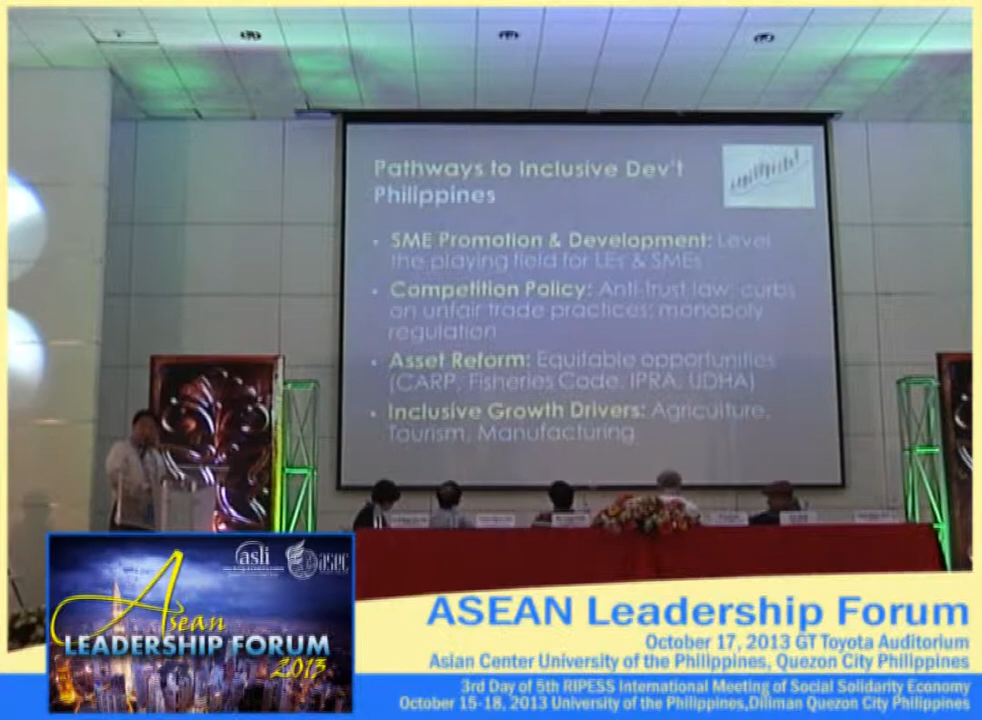 Pathways to Inclusive Dev't
Philippines
• SME Promotion & Development: Level
the playing field for LEs & SMEs
• Competition Policy: Anti-trust law; curbs
on unfair trade practices; monopoly
regulation
• Asset Reform: Equitable opportunities
(CARP, Fisheries Code, IPRA, UDHA)
• Inclusive Growth Drivers: Agriculture,
Tourism, Manufacturing
asli
asec
Asean
LEADERSHIP FORUM
2013
ASEAN Leadership Forum
October 17, 2013 GT Toyota Auditorium
Asian Center University of the Philippines, Quezon City Philippines
3rd Day of 5th RIPESS International Meeting of Social Solidarity Economy
October 15-18, 2013 University of the Philippines,Diliman Quezon City Philippines